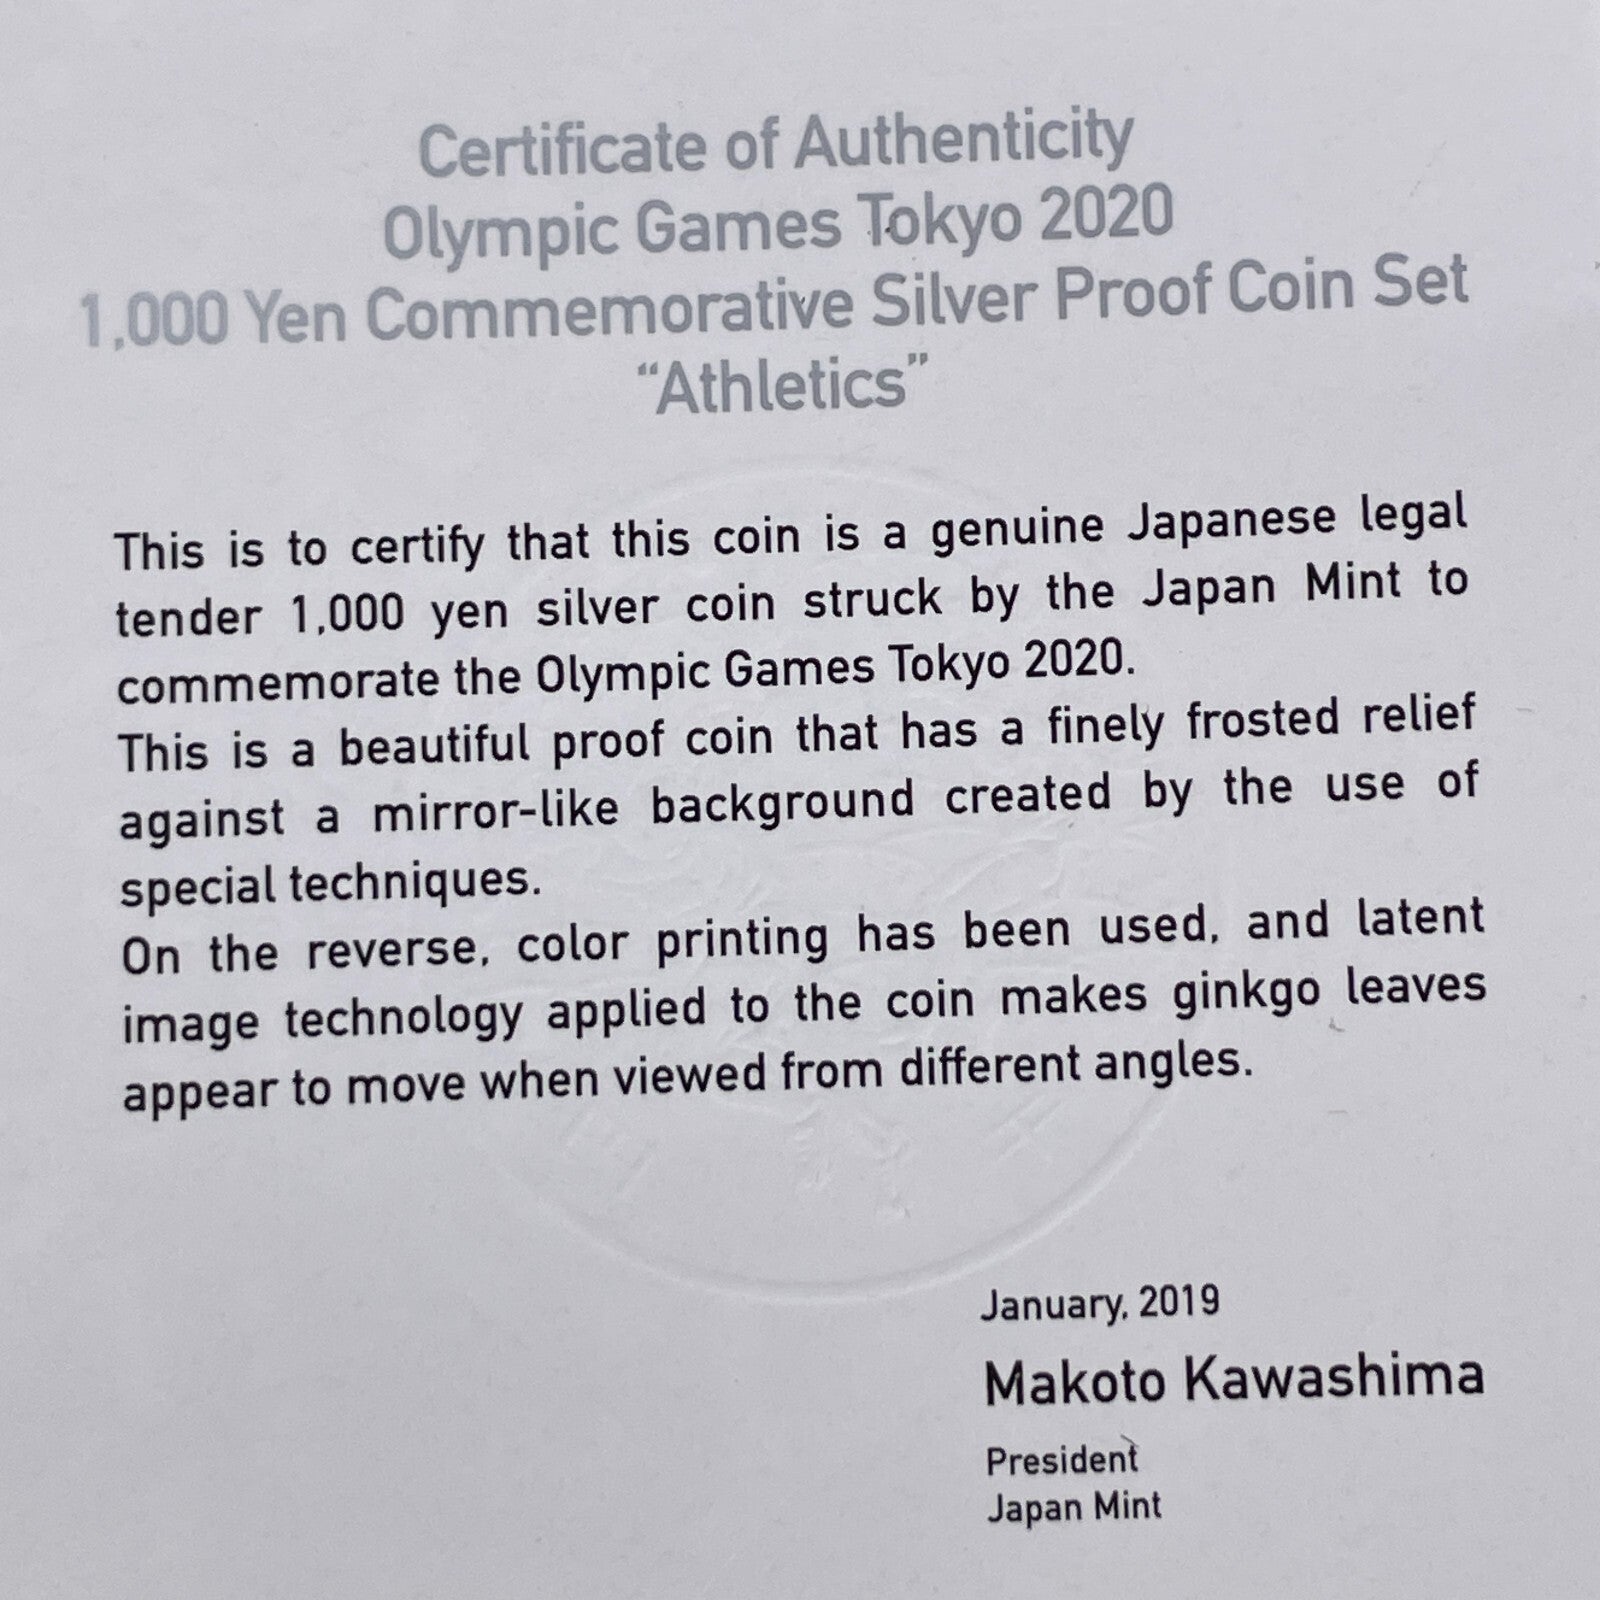 Certificate of Authenticity
Olympic Games Tokyo 2020
1,000 Yen Commemorative Silver Proof Coin Set
“Athletics”
This is to certify that this coin is a genuine Japanese legal
tender 1,000 yen silver coin struck by the Japan Mint to
commemorate the Olympic Games Tokyo 2020.
This is a beautiful proof coin that has a finely frosted relief
against a mirror-like background created by the use of
special techniques.
On the reverse, color printing has been used, and latent
image technology applied to the coin makes ginkgo leaves
appear to move when viewed from different angles.
January, 2019
Makoto Kawashima
President
Japan Mint